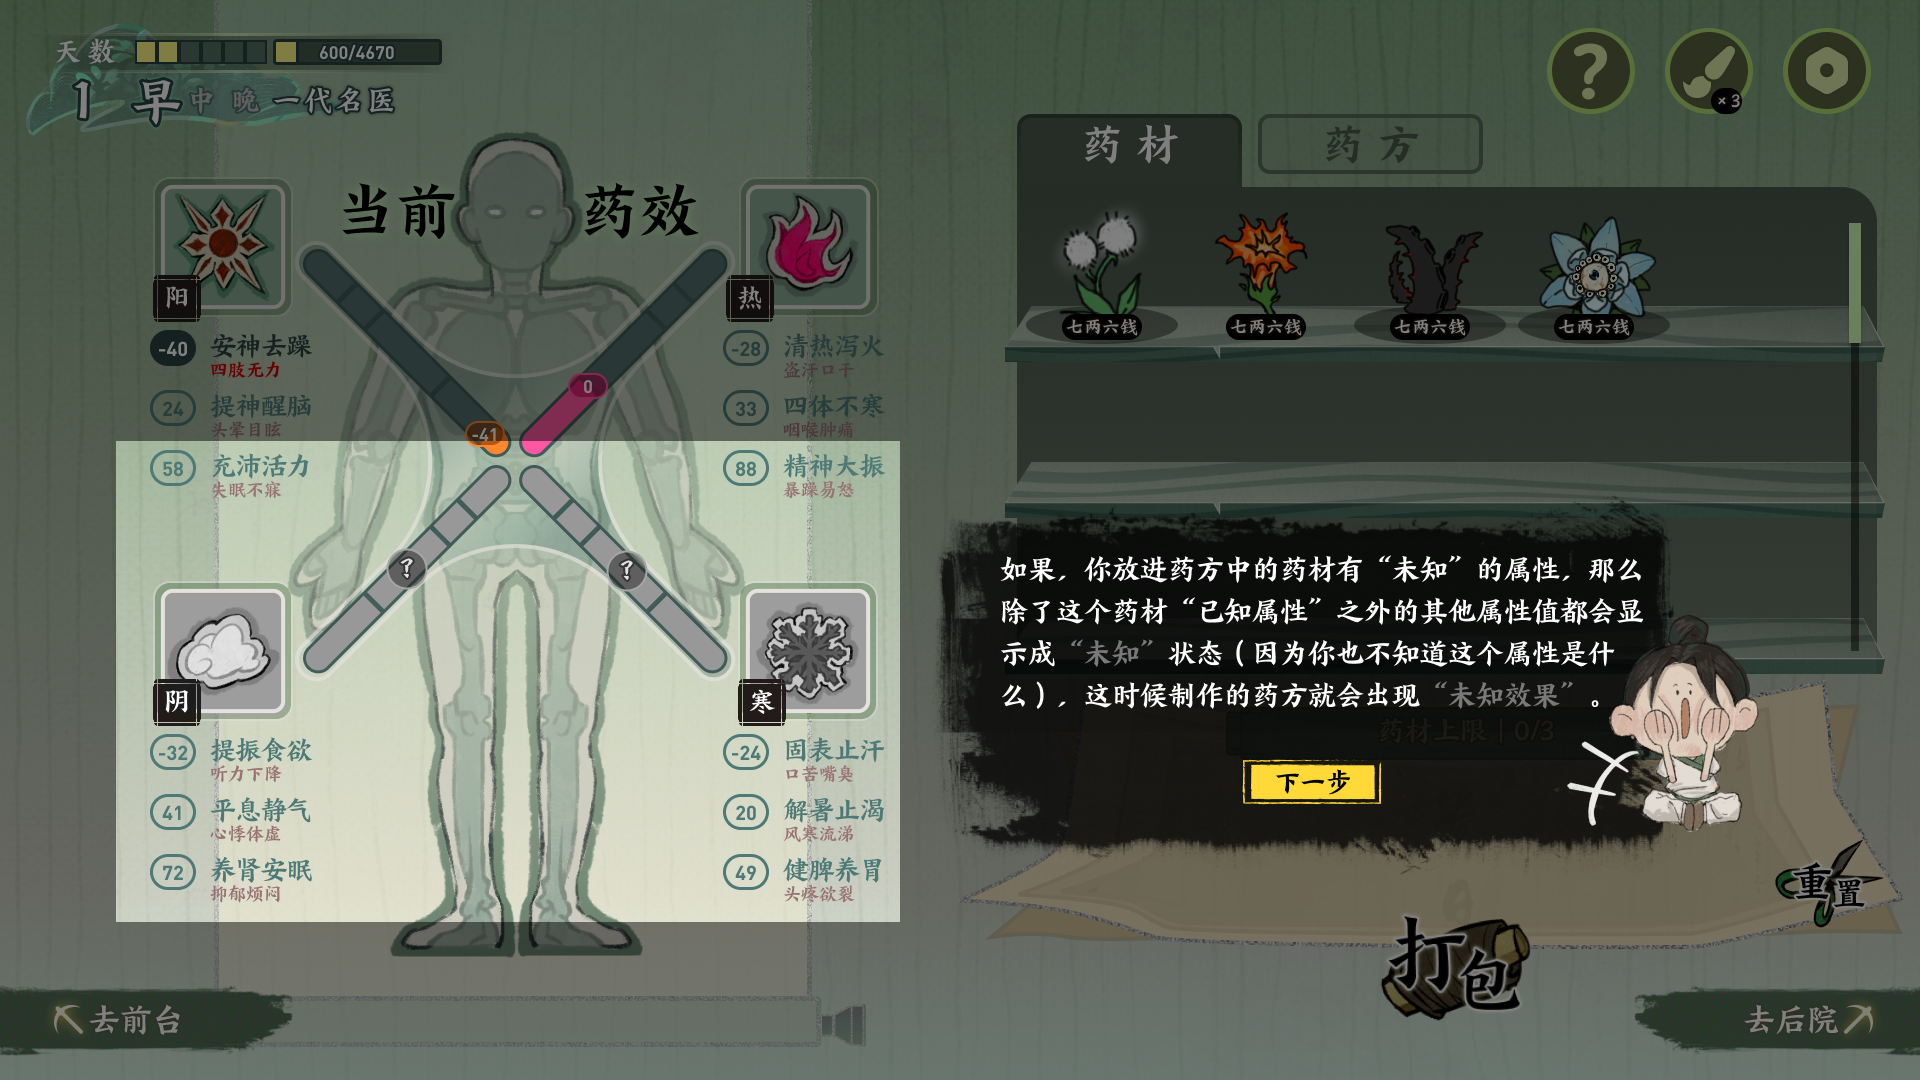 天数
600/4670
1 早 中 晚 一代名医
×3
药材
药方
当前药效
阳
-40 安神去躁
四肢无力
24 提神醒脑
头晕目眩
58 充沛活力
失眠不寐
热
-28 清热泻火
盗汗口干
33 四体不寒
咽喉肿痛
88 精神大振
暴躁易怒
-41
0
?
?
阴
-32 提振食欲
听力下降
41 平息静气
心悸体虚
72 养肾安眠
抑郁烦闷
寒
-24 固表止汗
口苦嘴臭
20 解暑止渴
风寒流涕
49 健脾养胃
头疼欲裂
七两六钱
七两六钱
七两六钱
七两六钱
如果，你放进药方中的药材有“未知”的属性，那么
除了这个药材“已知属性”之外的其他属性值都会显
示成“未知”状态（因为你也不知道这个属性是什
么），这时候制作的药方就会出现“未知效果”。
药材上限｜0/3
下一步
重置
打包
去前台
去后院